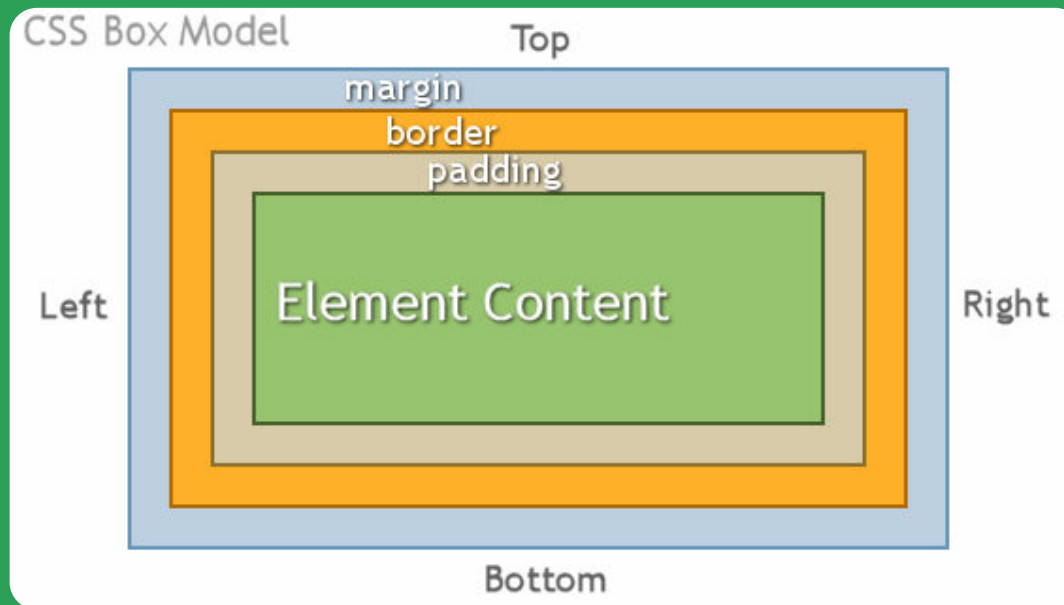 CSS Box Model
Top
margin
border
padding
Left
Element Content
Right
Bottom